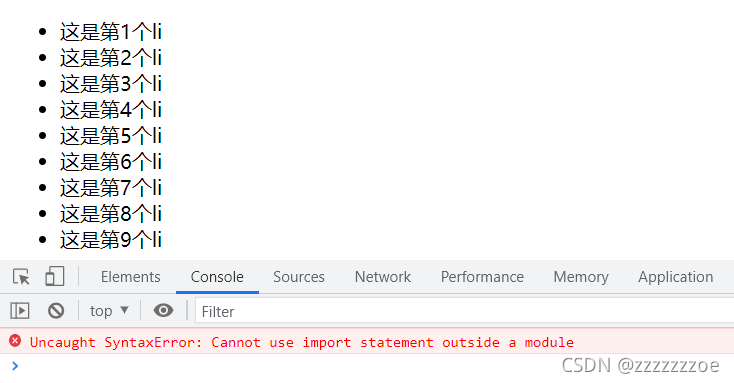 这是第1个li
这是第2个li
这是第3个li
这是第4个li
这是第5个li
这是第6个li
这是第7个li
这是第8个li
这是第9个li
Elements Console Sources Network Performance Memory Application
top Filter
Uncaught SyntaxError: Cannot use import statement outside a module
CSDN @zzzzzzzoe